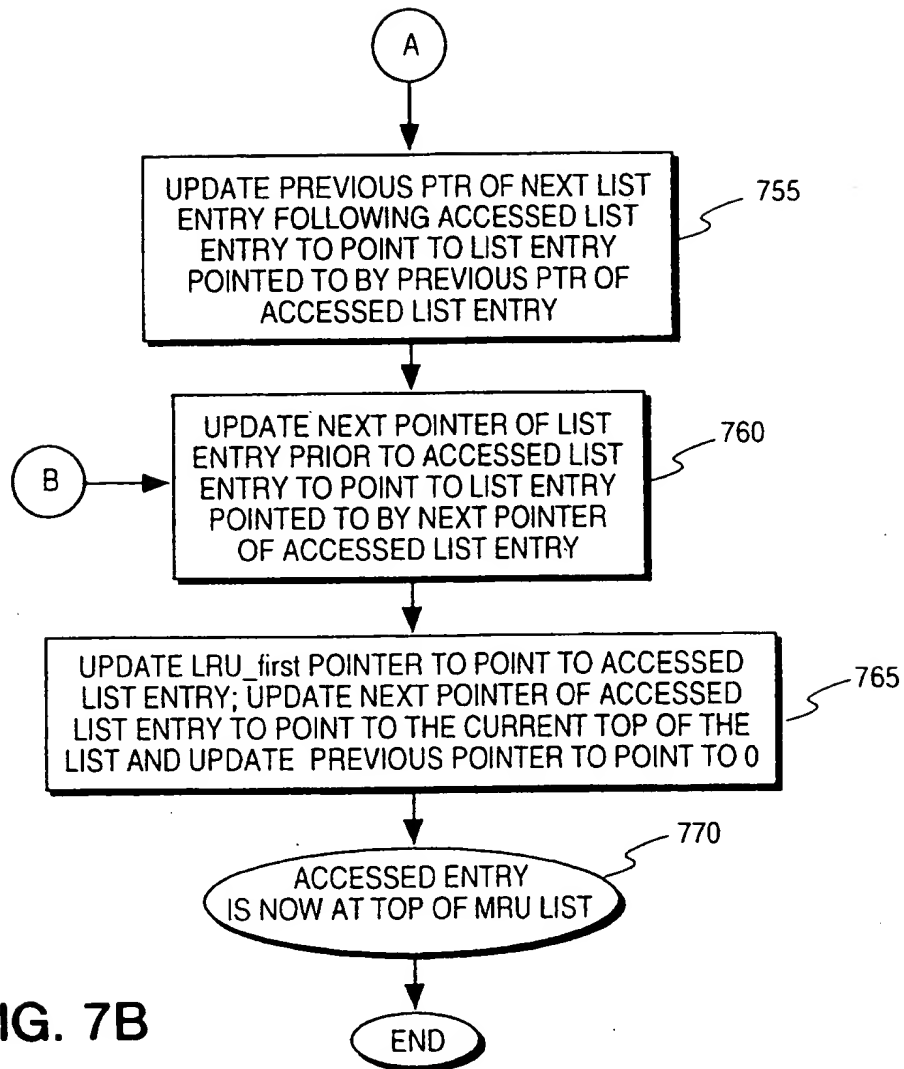 A
UPDATE PREVIOUS PTR OF NEXT LIST
ENTRY FOLLOWING ACCESSED LIST
ENTRY TO POINT TO LIST ENTRY
POINTED TO BY PREVIOUS PTR OF
ACCESSED LIST ENTRY
755
UPDATE NEXT POINTER OF LIST
ENTRY PRIOR TO ACCESSED LIST
ENTRY TO POINT TO LIST ENTRY
POINTED TO BY NEXT POINTER
OF ACCESSED LIST ENTRY
760
B
UPDATE LRU_first POINTER TO POINT TO ACCESSED
LIST ENTRY; UPDATE NEXT POINTER OF ACCESSED
LIST ENTRY TO POINT TO THE CURRENT TOP OF THE
LIST AND UPDATE PREVIOUS POINTER TO POINT TO 0
765
770
ACCESSED ENTRY
IS NOW AT TOP OF MRU LIST
IG. 7B
END